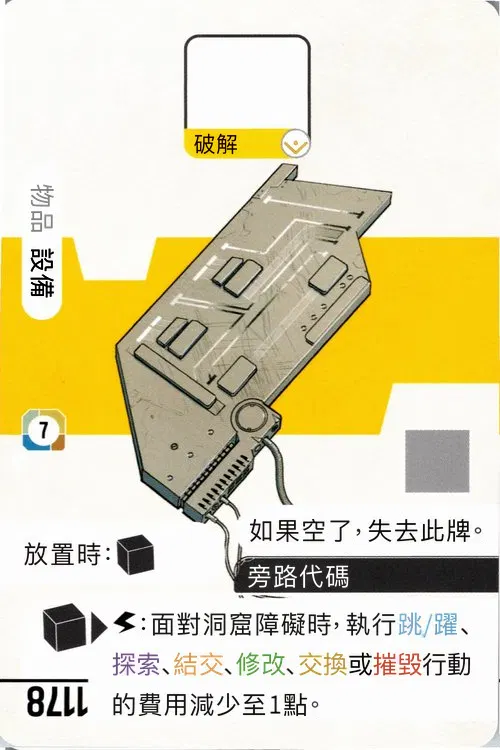 破解
物品 設備
7
如果空了，失去此牌。
放置時：
旁路代碼
：面對洞窟障礙時，執行跳/躍、
探索、結交、修改、交換或摧毀行動
的費用減少至1點。
1178